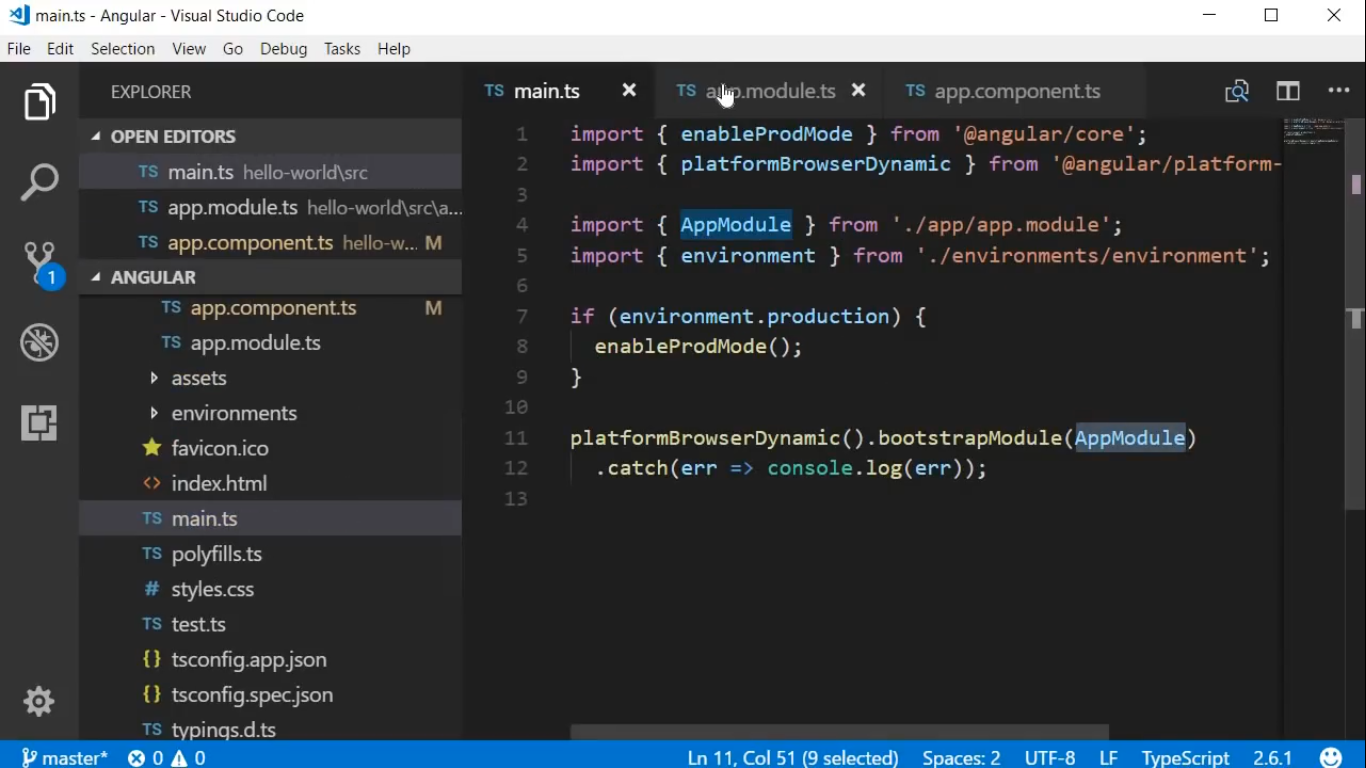 main.ts - Angular - Visual Studio Code
File Edit Selection View Go Debug Tasks Help
EXPLORER
OPEN EDITORS
TS main.ts hello-world\src
TS app.module.ts hello-world\src\a...
TS app.component.ts hello-w... M
ANGULAR
TS app.component.ts M
TS app.module.ts
assets
environments
favicon.ico
<> index.html
TS main.ts
TS polyfills.ts
# styles.css
TS test.ts
{} tsconfig.app.json
{} tsconfig.spec.json
TS typings.d.ts
1
TS main.ts TS app.module.ts TS app.component.ts
1 import { enableProdMode } from '@angular/core';
2 import { platformBrowserDynamic } from '@angular/platform-
3
4 import { AppModule } from './app/app.module';
5 import { environment } from './environments/environment';
6
7 if (environment.production) {
8 enableProdMode();
9 }
10
11 platformBrowserDynamic().bootstrapModule(AppModule)
12 .catch(err => console.log(err));
13
master* 0 0 Ln 11, Col 51 (9 selected) Spaces: 2 UTF-8 LF TypeScript 2.6.1